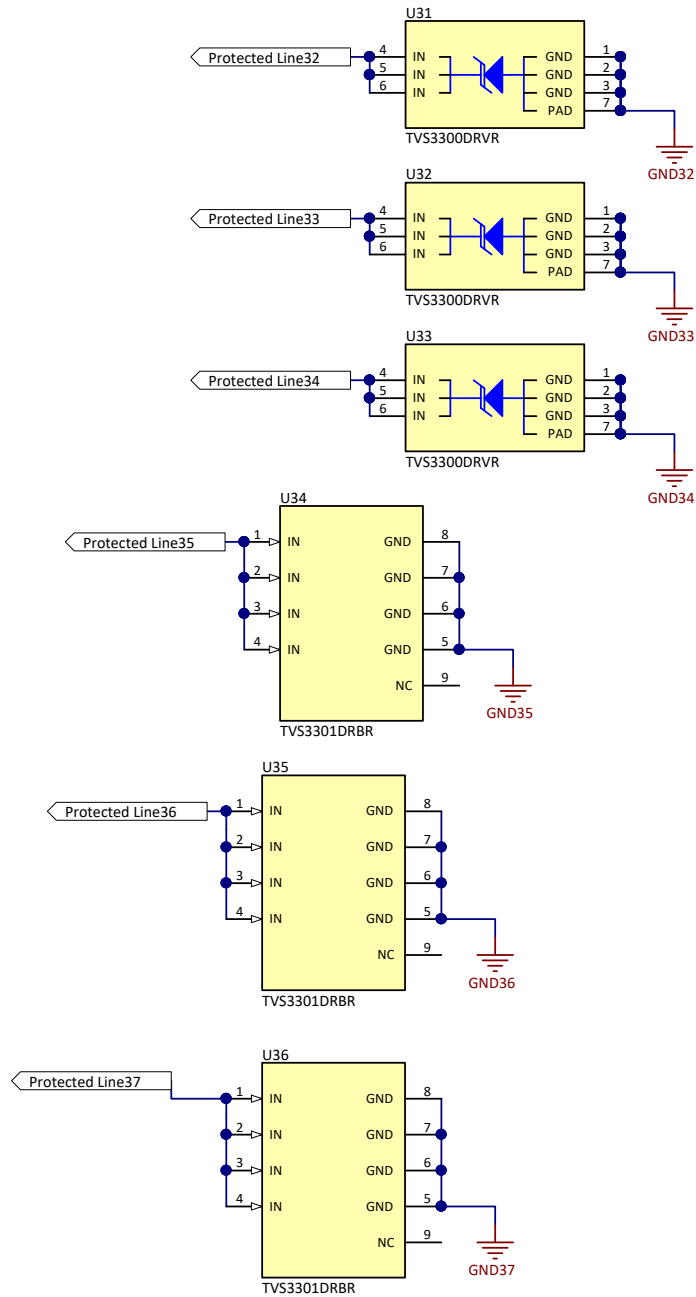 U31
Protected Line32 4 IN GND 1
5 IN GND 2
6 IN GND 3
PAD 7
TVS3300DRVR
GND32
U32
Protected Line33 4 IN GND 1
5 IN GND 2
6 IN GND 3
PAD 7
TVS3300DRVR
GND33
U33
Protected Line34 4 IN GND 1
5 IN GND 2
6 IN GND 3
PAD 7
TVS3300DRVR
GND34
U34
Protected Line35 1 IN GND 8
2 IN GND 7
3 IN GND 6
4 IN GND 5
NC 9
GND35
TVS3301DRBR
U35
Protected Line36 1 IN GND 8
2 IN GND 7
3 IN GND 6
4 IN GND 5
NC 9
GND36
TVS3301DRBR
U36
Protected Line37 1 IN GND 8
2 IN GND 7
3 IN GND 6
4 IN GND 5
NC 9
GND37
TVS3301DRBR